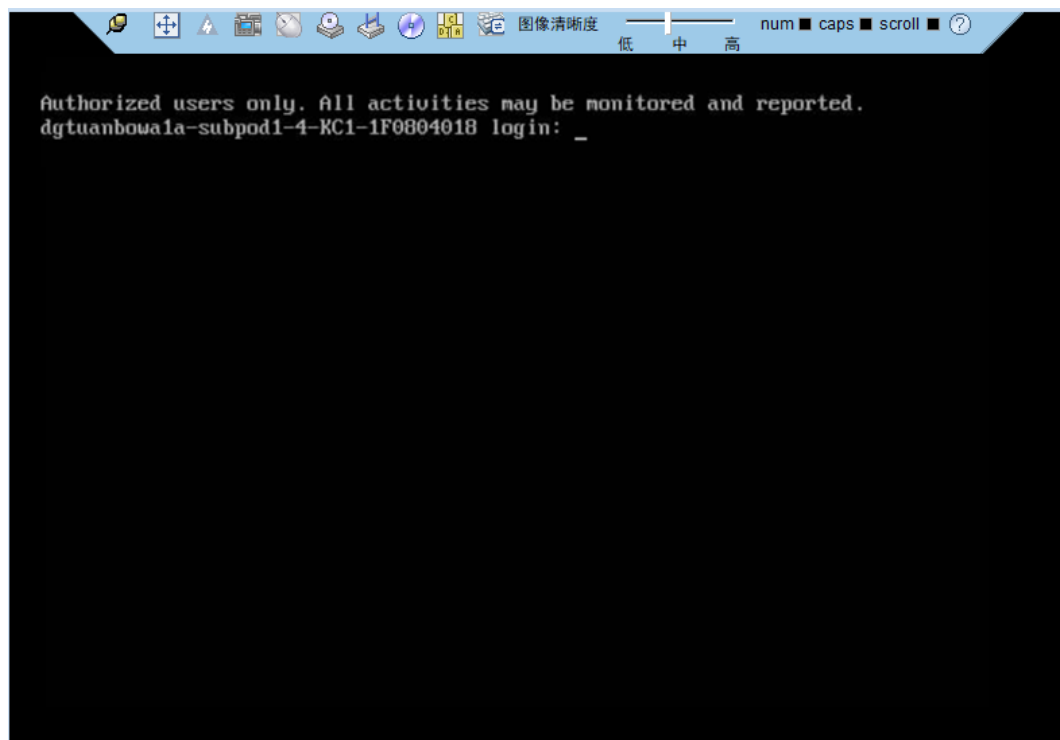 图像清晰度 num caps scroll ?
低 中 高
Authorized users only. All activities may be monitored and reported.
dgtuanbowa1a-subpod1-4-KC1-1F0804018 login: _